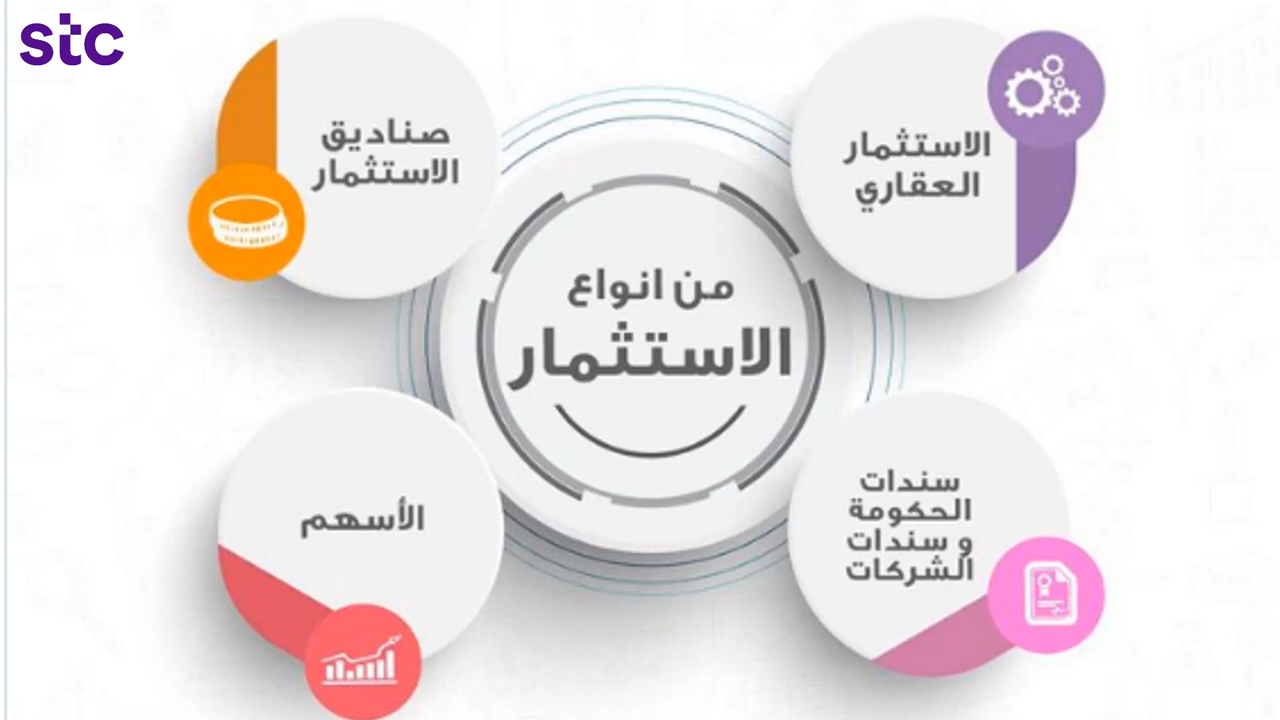 stc
من انواع
الاستثمار
الاستثمار
العقاري
صناديق
الاستثمار
سندات
الحكومة
و سندات
الشركات
الأسهم